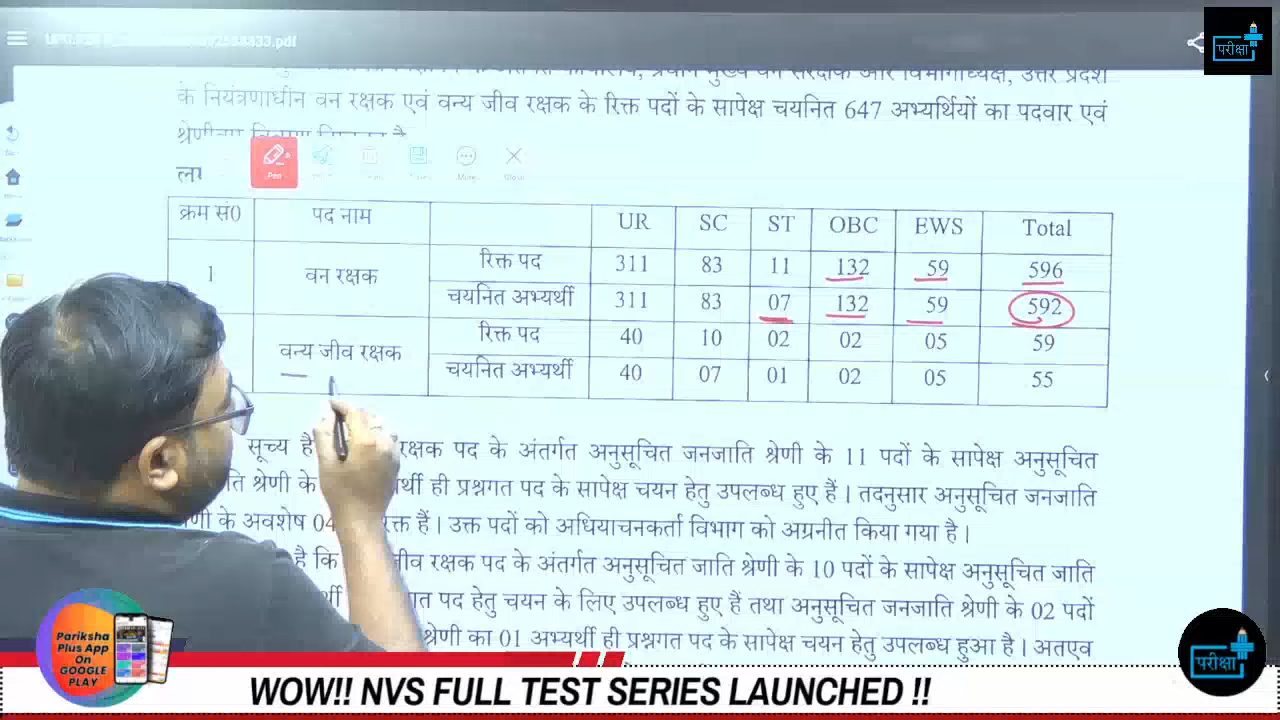 परीक्षा
के नियंत्रणाधीन वन रक्षक एवं वन्य जीव रक्षक के रिक्त पदों के सापेक्ष चयनित 647 अभ्यर्थियों का पदवार एवं
क्रम सं0 पद नाम UR SC ST OBC EWS Total
1 वन रक्षक रिक्त पद 311 83 11 132 59 596
चयनित अभ्यर्थी 311 83 07 132 59 592
वन्य जीव रक्षक रिक्त पद 40 10 02 02 05 59
चयनित अभ्यर्थी 40 07 01 02 05 55
सूच्य है रक्षक पद के अंतर्गत अनुसूचित जनजाति श्रेणी के 11 पदों के सापेक्ष अनुसूचित
श्रेणी के ही प्रश्नगत पद के सापेक्ष चयन हेतु उपलब्ध हुए हैं। तदनुसार अनुसूचित जनजाति
के अवशेष 04 हैं। उक्त पदों को अधियाचनकर्ता विभाग को अग्रनीत किया गया है।
है कि जीव रक्षक पद के अंतर्गत अनुसूचित जाति श्रेणी के 10 पदों के सापेक्ष अनुसूचित जाति
पद हेतु चयन के लिए उपलब्ध हुए हैं तथा अनुसूचित जनजाति श्रेणी के 02 पदों
श्रेणी का 01 अभ्यर्थी ही प्रश्नगत पद के सापेक्ष चयन हेतु उपलब्ध हुआ है। अतएव
Pariksha
Plus App
On
GOOGLE
PLAY
परीक्षा
WOW!! NVS FULL TEST SERIES LAUNCHED !!